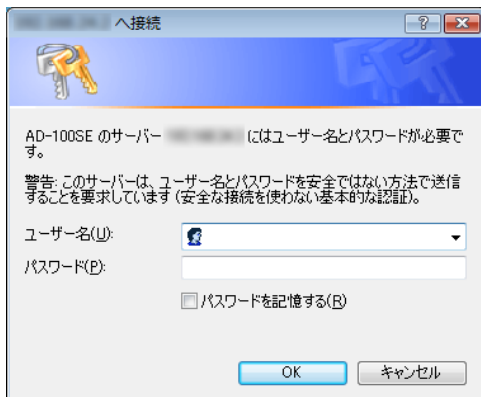 へ接続
AD-100SE のサーバー にはユーザー名とパスワードが必要で
す。
警告: このサーバーは、ユーザー名とパスワードを安全ではない方法で送信
することを要求しています (安全な接続を使わない基本的な認証)。
ユーザー名(U):
パスワード(P):
パスワードを記憶する(R)
OK
キャンセル